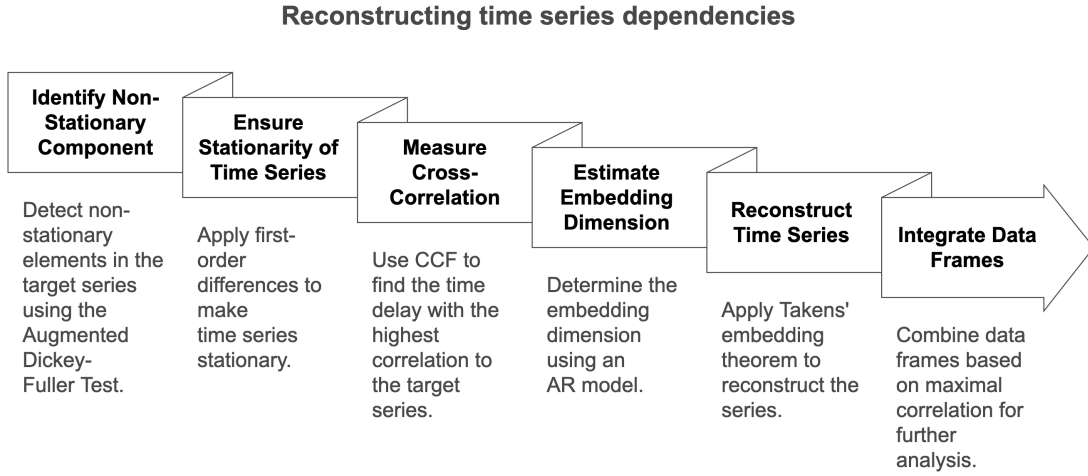 Reconstructing time series dependencies
Identify Non-
Stationary
Component
Detect non-
stationary
elements in the
target series
using the
Augmented
Dickey-
Fuller Test.
Ensure
Stationarity of
Time Series
Apply first-
order
differences to
make
time series
stationary.
Measure
Cross-
Correlation
Use CCF to
find the time
delay with the
highest
correlation to
the target
series.
Estimate
Embedding
Dimension
Determine the
embedding
dimension
using an
AR model.
Reconstruct
Time Series
Apply Takens'
embedding
theorem to
reconstruct the
series.
Integrate Data
Frames
Combine data
frames based
on maximal
correlation for
further
analysis.